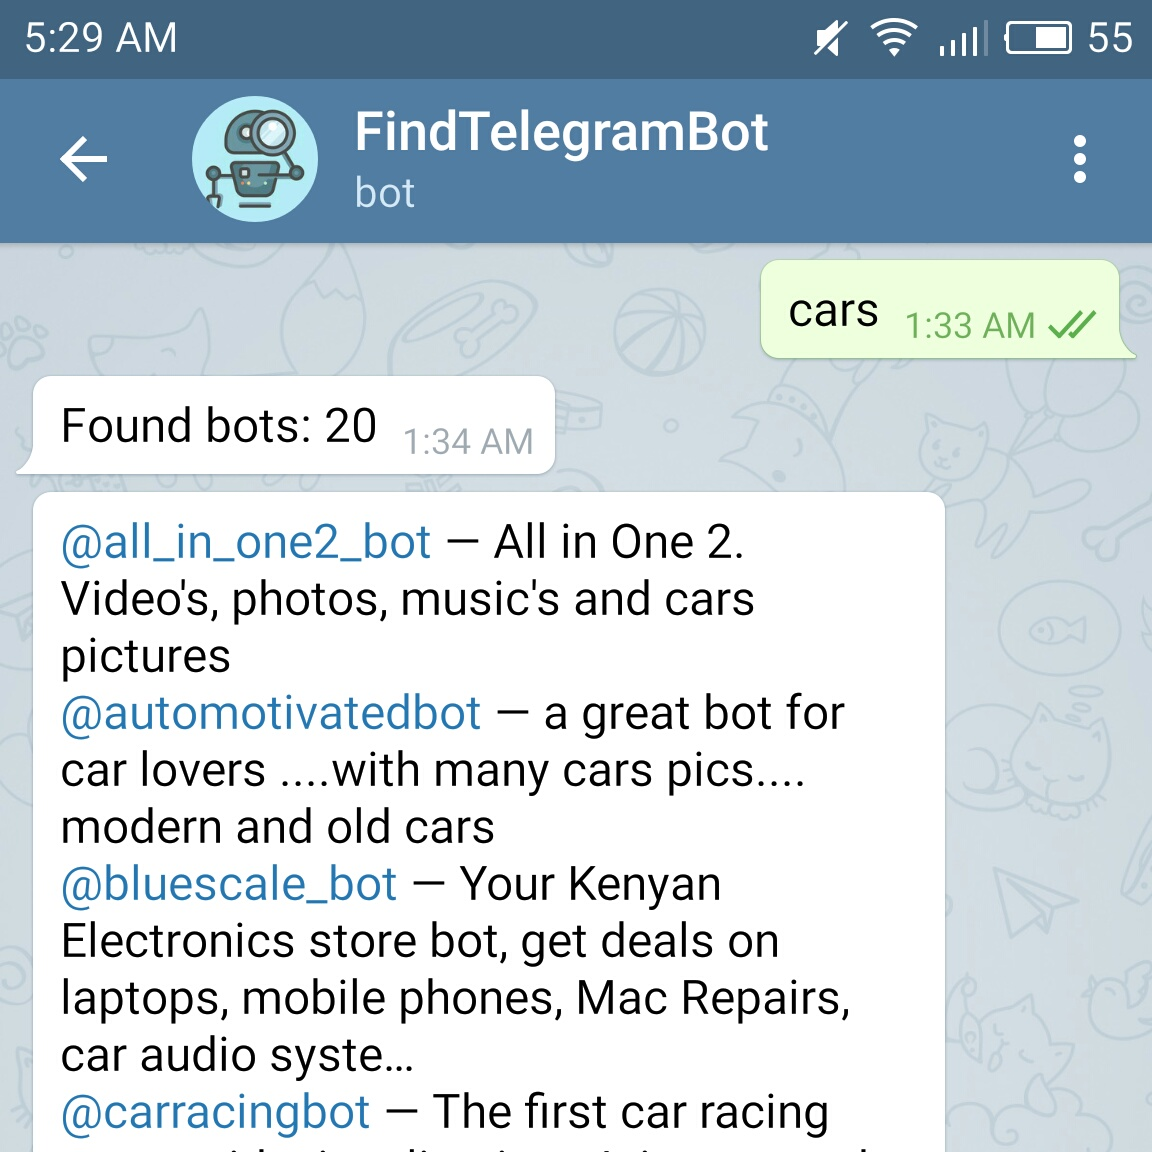 5:29 AM 55
FindTelegramBot
bot
cars 1:33 AM
Found bots: 20 1:34 AM
@all_in_one2_bot — All in One 2.
Video's, photos, music's and cars
pictures
@automotivatedbot — a great bot for
car lovers ....with many cars pics....
modern and old cars
@bluescale_bot — Your Kenyan
Electronics store bot, get deals on
laptops, mobile phones, Mac Repairs,
car audio syste...
@carracingbot — The first car racing